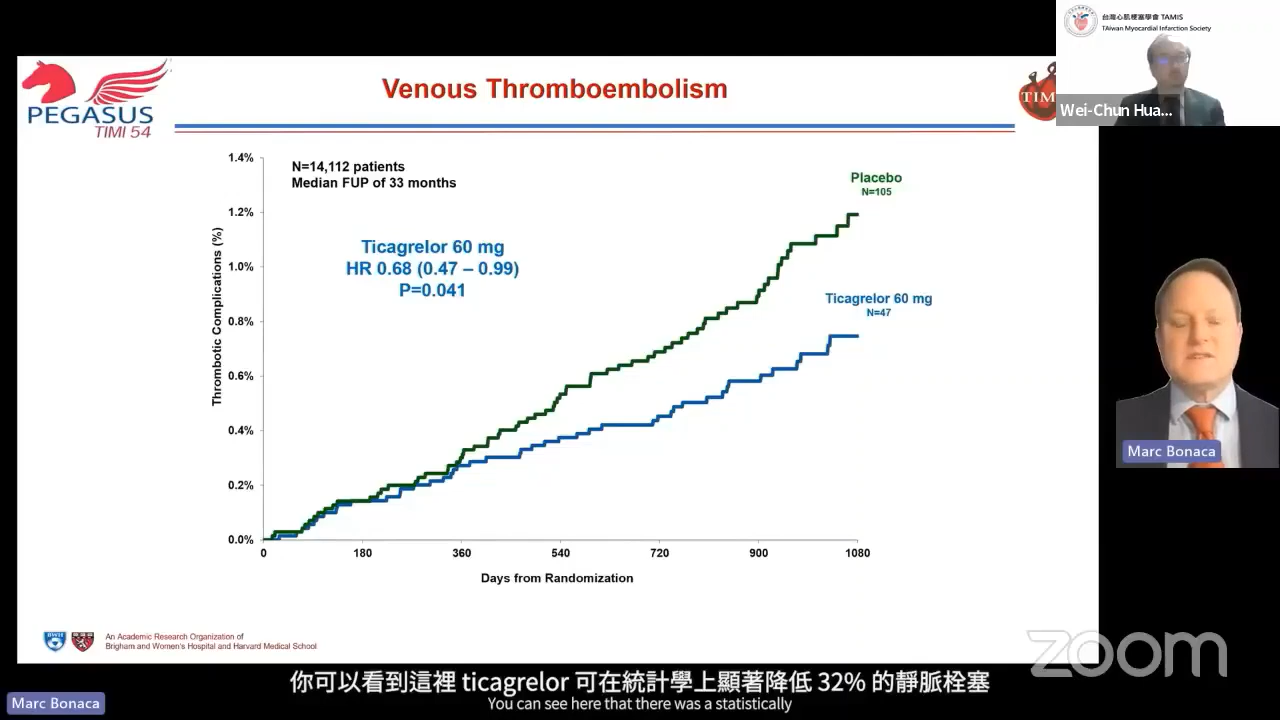 台灣心肌梗塞學會 TAMIS
TAiwan Myocardial Infarction Society
Wei-Chun Hua...
PEGASUS
TIMI 54
Venous Thromboembolism
TIM
N=14,112 patients
Median FUP of 33 months
Ticagrelor 60 mg
HR 0.68 (0.47 – 0.99)
P=0.041
Placebo
N=105
Ticagrelor 60 mg
N=47
Thrombotic Complications (%)
1.4%
1.2%
1.0%
0.8%
0.6%
0.4%
0.2%
0.0%
0 180 360 540 720 900 1080
Days from Randomization
BWH
An Academic Research Organization of
Brigham and Women's Hospital and Harvard Medical School
Marc Bonaca
zoom
你可以看到這裡 ticagrelor 可在統計學上顯著降低 32% 的靜脈栓塞
You can see here that there was a statistically
Marc Bonaca